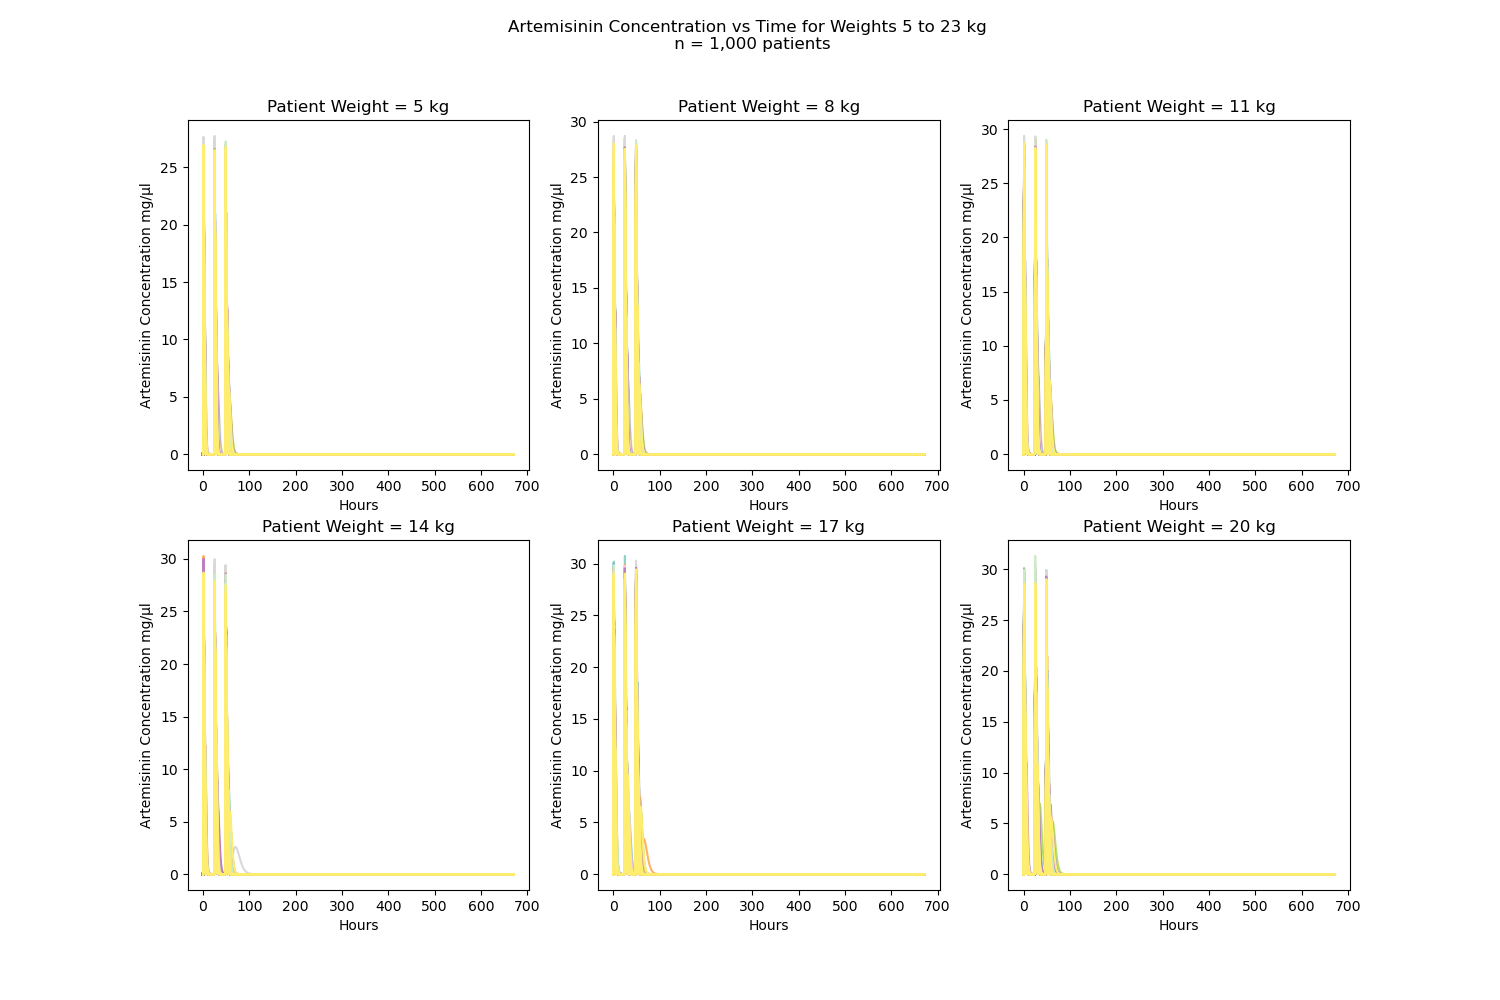 Artemisinin Concentration vs Time for Weights 5 to 23 kg
n = 1,000 patients
Patient Weight = 5 kg
Artemisinin Concentration mg/µl
25
20
15
10
5
0
0 100 200 300 400 500 600 700
Hours
Patient Weight = 8 kg
Artemisinin Concentration mg/µl
30
25
20
15
10
5
0
0 100 200 300 400 500 600 700
Hours
Patient Weight = 11 kg
Artemisinin Concentration mg/µl
30
25
20
15
10
5
0
0 100 200 300 400 500 600 700
Hours
Patient Weight = 14 kg
Artemisinin Concentration mg/µl
30
25
20
15
10
5
0
0 100 200 300 400 500 600 700
Hours
Patient Weight = 17 kg
Artemisinin Concentration mg/µl
30
25
20
15
10
5
0
0 100 200 300 400 500 600 700
Hours
Patient Weight = 20 kg
Artemisinin Concentration mg/µl
30
25
20
15
10
5
0
0 100 200 300 400 500 600 700
Hours